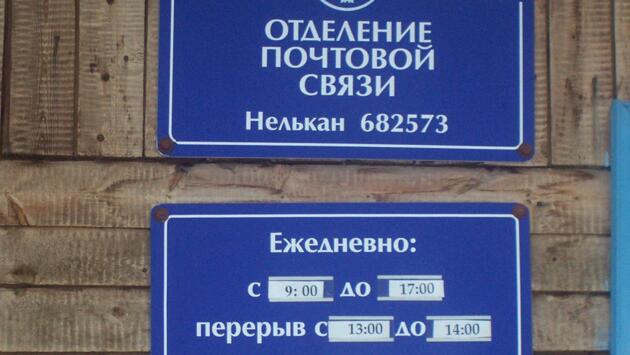 ОТДЕЛЕНИЕ
ПОЧТОВОЙ
СВЯЗИ
Нелькан 682573
Ежедневно:
с 9:00 до 17:00
перерыв с 13:00 до 14:00